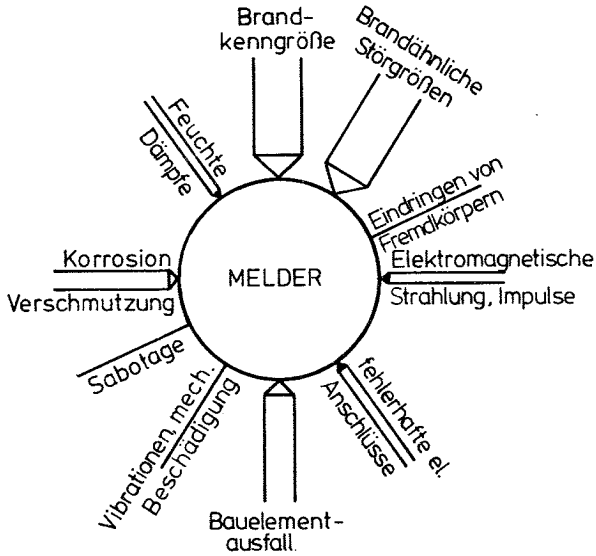 Brand-
kenngröße
Brandähnliche
Störgrößen
Feuchte
Dämpfe
Eindringen von
Fremdkörpern
Korrosion
Verschmutzung
MELDER
Elektromagnetische
Strahlung, Impulse
Sabotage
Vibrationen, mech.
Beschädigung
fehlerhafte el.
Anschlüsse
Bauelement-
ausfall.